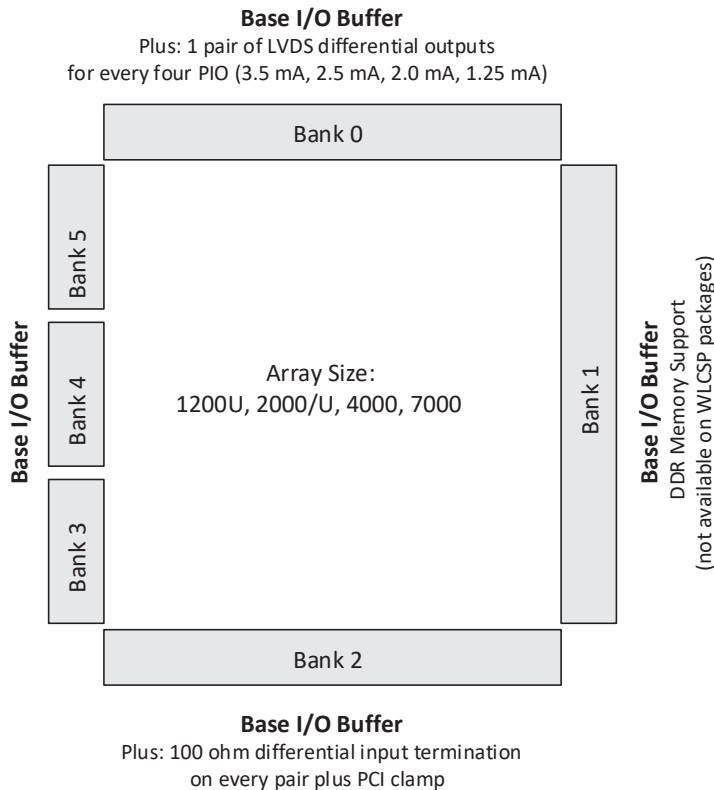 Base I/O Buffer
Plus: 1 pair of LVDS differential outputs
for every four PIO (3.5 mA, 2.5 mA, 2.0 mA, 1.25 mA)
Bank 0
Bank 5
Bank 4
Bank 3
Base I/O Buffer
Array Size:
1200U, 2000/U, 4000, 7000
Bank 1
Base I/O Buffer
DDR Memory Support
(not available on WLCSP packages)
Bank 2
Base I/O Buffer
Plus: 100 ohm differential input termination
on every pair plus PCI clamp